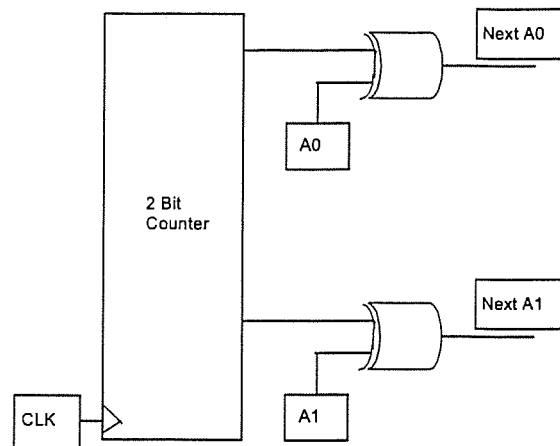 Next A0
A0
2 Bit
Counter
Next A1
A1
CLK